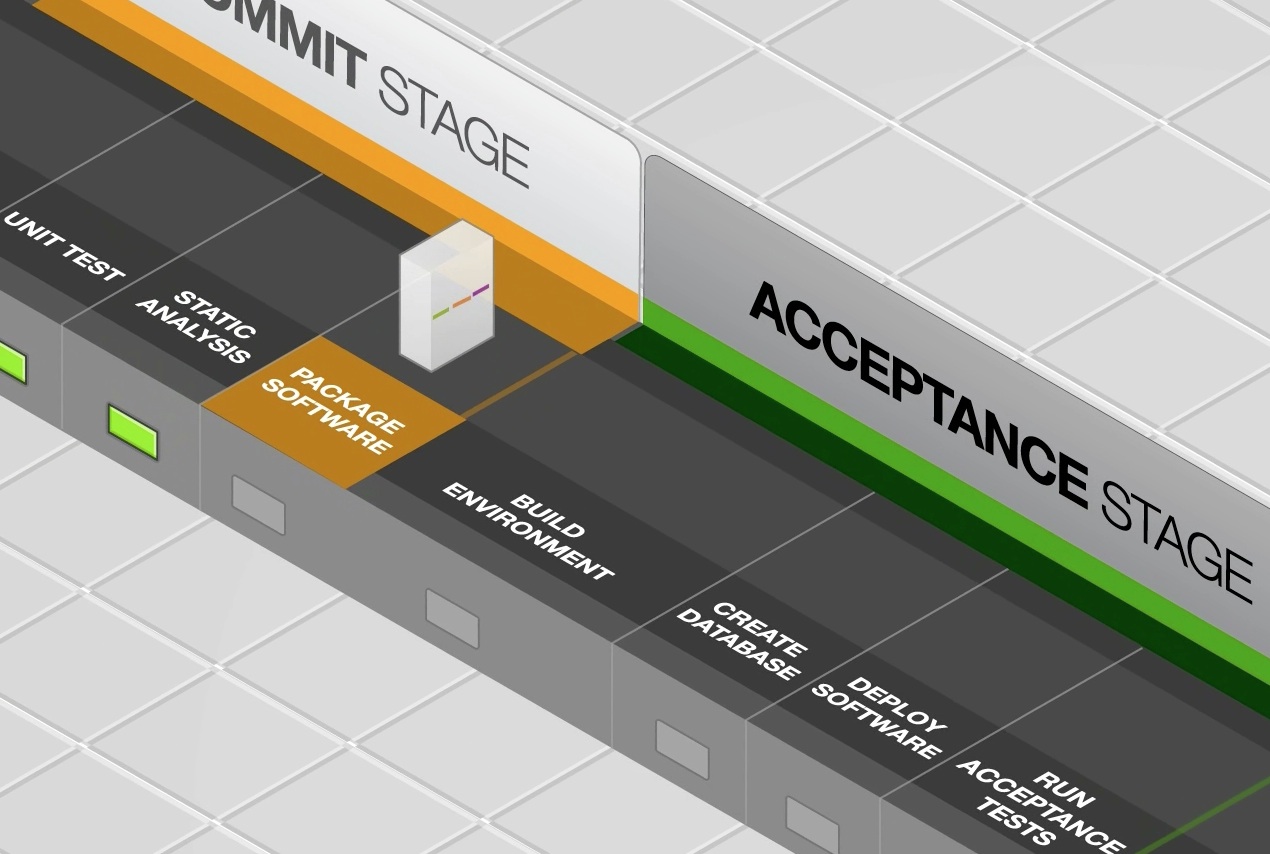 OMMIT STAGE
ACCEPTANCE STAGE
UNIT TEST
STATIC
ANALYSIS
PACKAGE
SOFTWARE
BUILD
ENVIRONMENT
CREATE
DATABASE
DEPLOY
SOFTWARE
RUN
ACCEPTANCE
TESTS